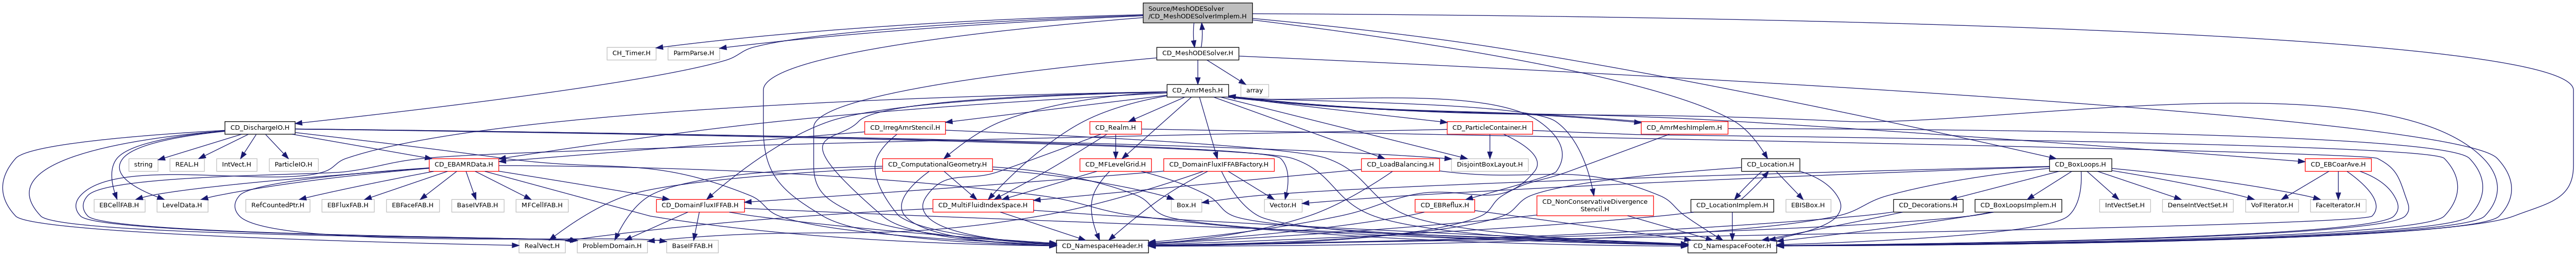 Source/MeshODESolver
/CD_MeshODESolverImplem.H
CH_Timer.H
ParmParse.H
CD_MeshODESolver.H
CD_AmrMesh.H
array
CD_DischargeIO.H
CD_IrregAmrStencil.H
CD_Realm.H
CD_ParticleContainer.H
CD_AmrMeshImplem.H
string
REAL.H
IntVect.H
ParticleIO.H
CD_EBAMRData.H
CD_ComputationalGeometry.H
CD_MFLevelGrid.H
CD_DomainFluxIFFABFactory.H
CD_LoadBalancing.H
DisjointBoxLayout.H
CD_Location.H
CD_BoxLoops.H
CD_EBCoarAve.H
EBCellFAB.H
LevelData.H
RefCountedPtr.H
EBFluxFAB.H
EBFaceFAB.H
BaseIVFAB.H
MFCellFAB.H
CD_DomainFluxIFFAB.H
CD_MultiFluidIndexSpace.H
Box.H
Vector.H
CD_EBReflux.H
CD_NonConservativeDivergence
Stencil.H
CD_LocationImplem.H
EBISBox.H
CD_Decorations.H
CD_BoxLoopsImplem.H
IntVectSet.H
DenseIntVectSet.H
VoFIterator.H
FaceIterator.H
RealVect.H
ProblemDomain.H
BaseIFFAB.H
CD_NamespaceHeader.H
CD_NamespaceFooter.H